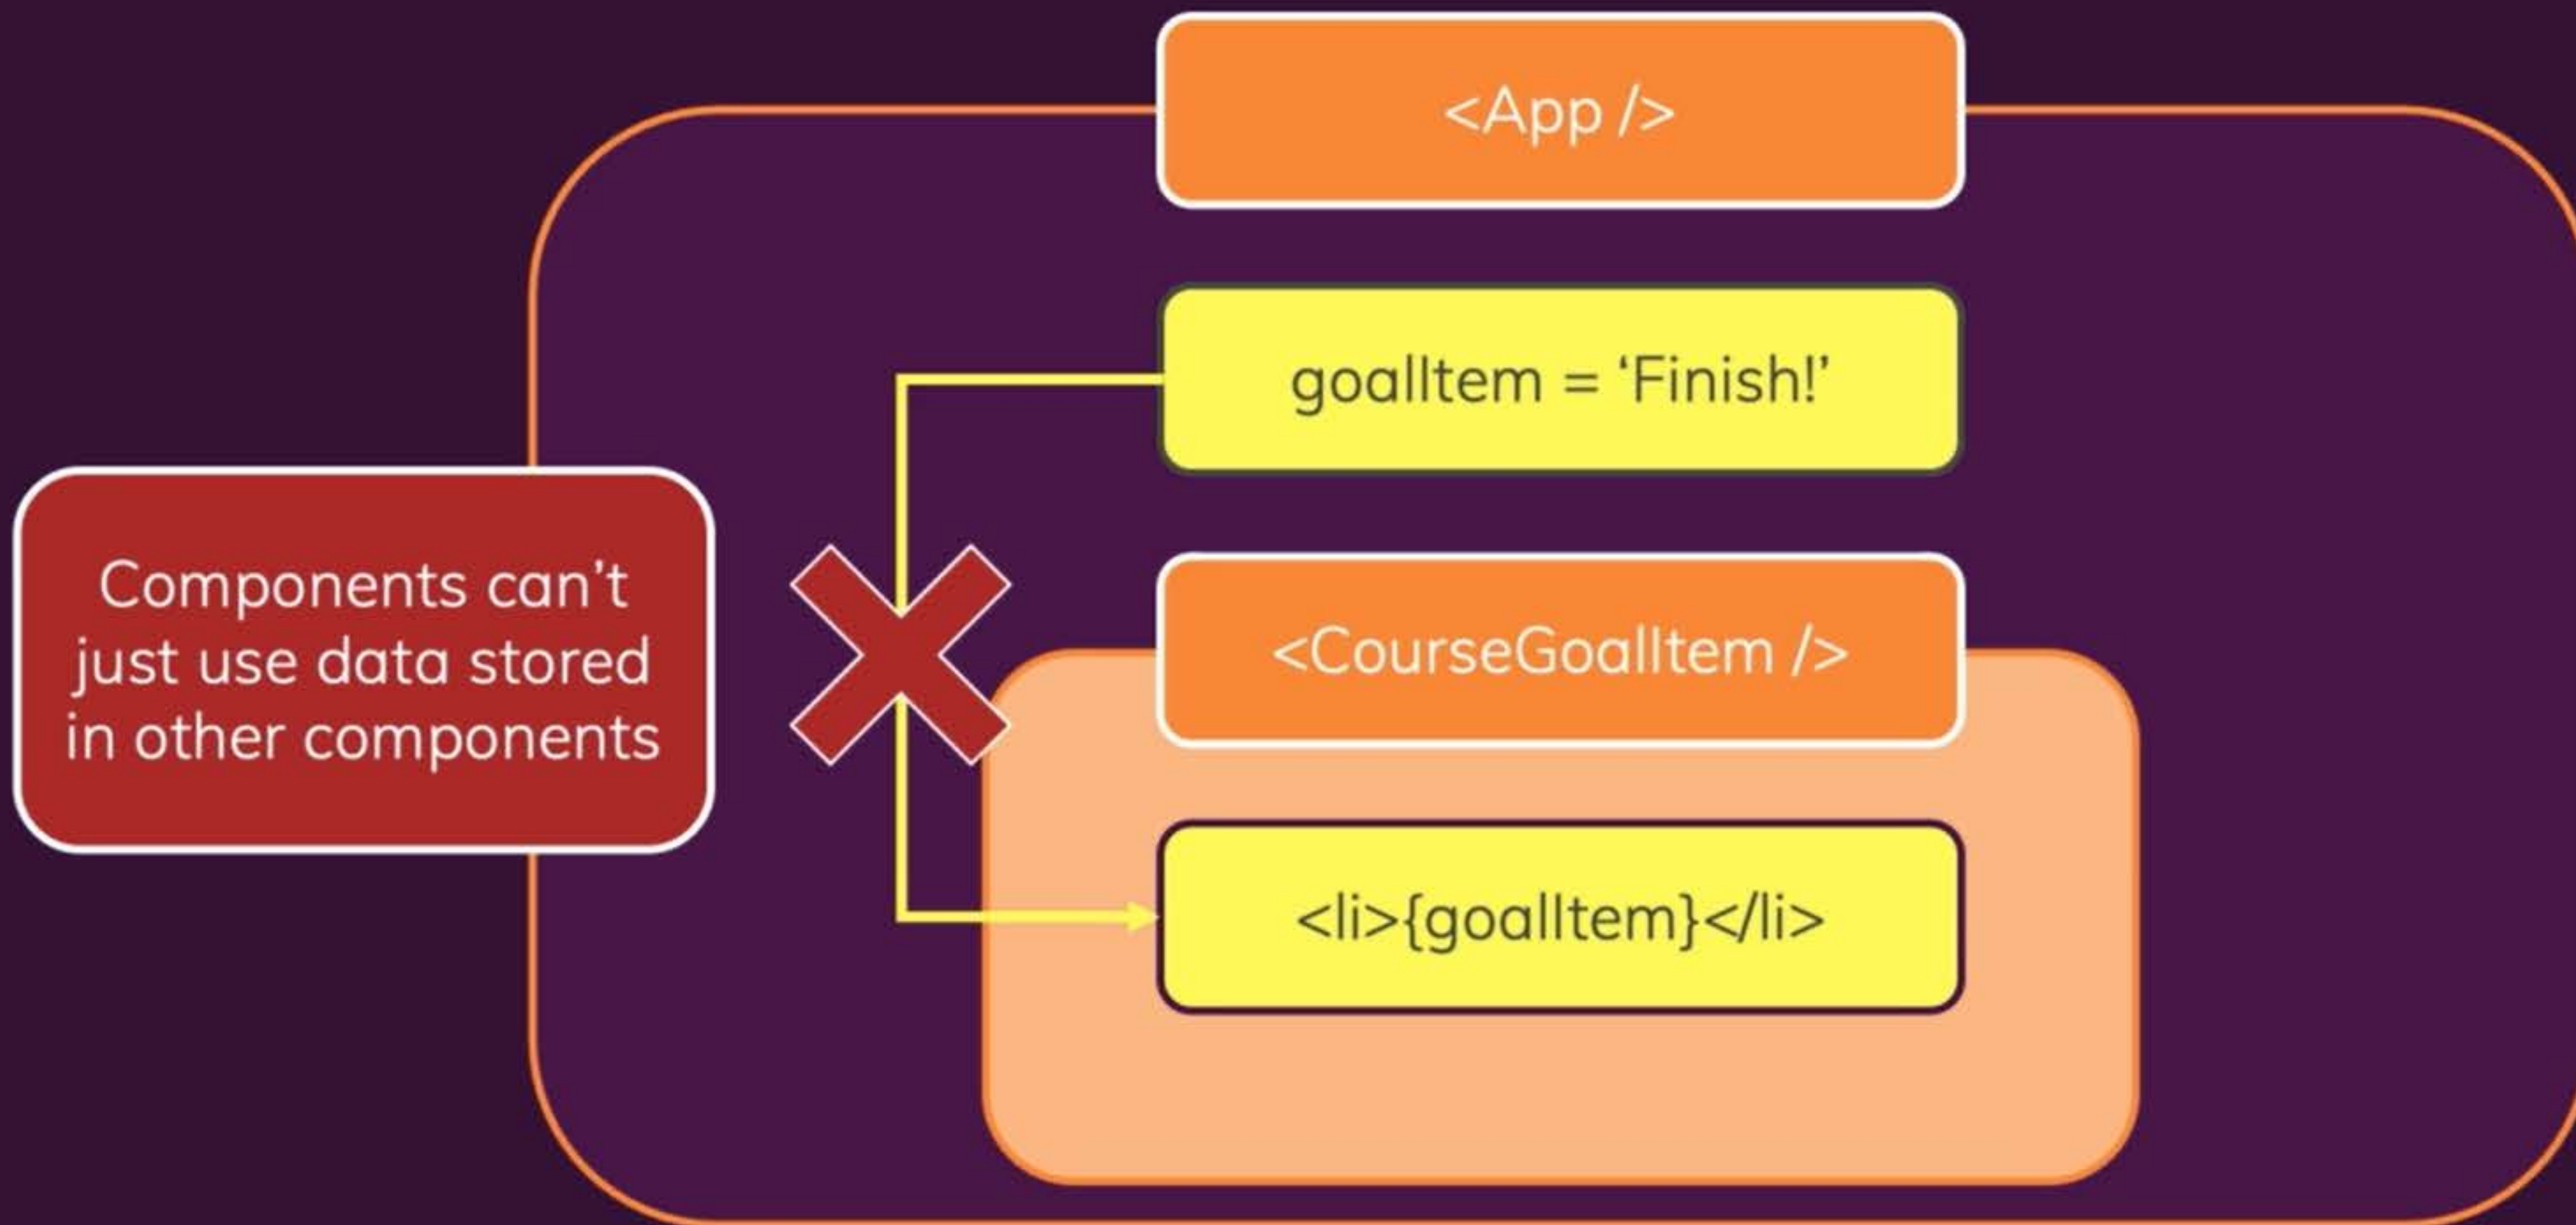 <App />
goalItem = ‘Finish!’
Components can’t
just use data stored
in other components
<CourseGoalItem />
<li>{goalItem}</li>